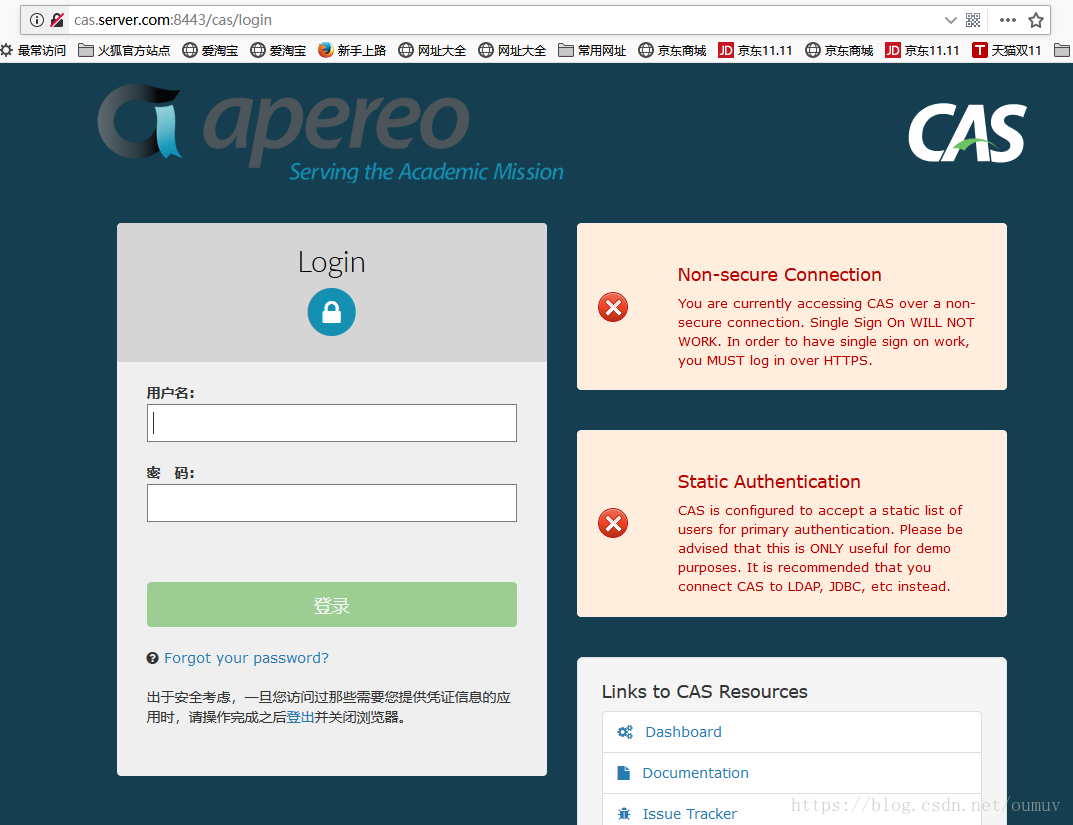 cas.server.com:8443/cas/login
最常访问 火狐官方站点 爱淘宝 爱淘宝 新手上路 网址大全 网址大全 常用网址 京东商城 JD 京东11.11 京东商城 JD 京东11.11 T 天猫双11
apereo
Serving the Academic Mission
CAS
Login
用户名:
密 码:
登录
Forgot your password?
出于安全考虑，一旦您访问过那些需要您提供凭证信息的应
用时，请操作完成之后登出并关闭浏览器。
Non-secure Connection
You are currently accessing CAS over a non-
secure connection. Single Sign On WILL NOT
WORK. In order to have single sign on work,
you MUST log in over HTTPS.
Static Authentication
CAS is configured to accept a static list of
users for primary authentication. Please be
advised that this is ONLY useful for demo
purposes. It is recommended that you
connect CAS to LDAP, JDBC, etc instead.
Links to CAS Resources
Dashboard
Documentation
Issue Tracker
https://blog.csdn.net/oumuv